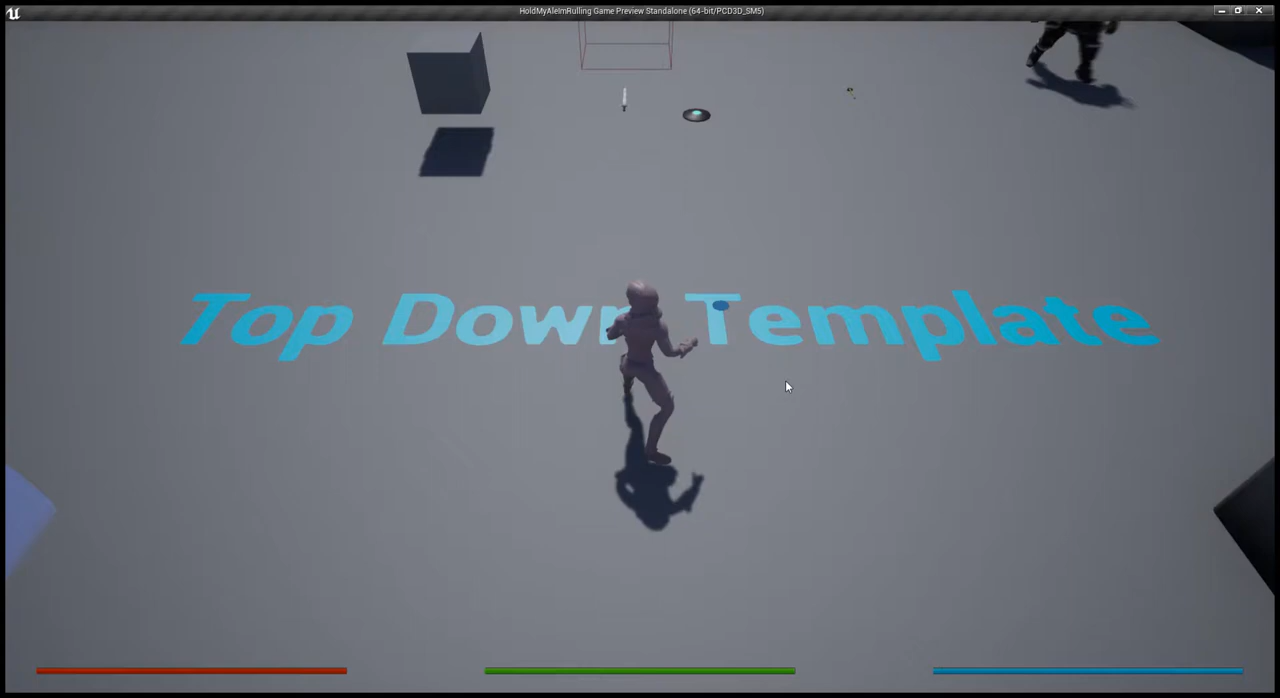 HoldMyAleImRulling Game Preview Standalone (64-bit/PCD3D_SM5)
Top Down Template